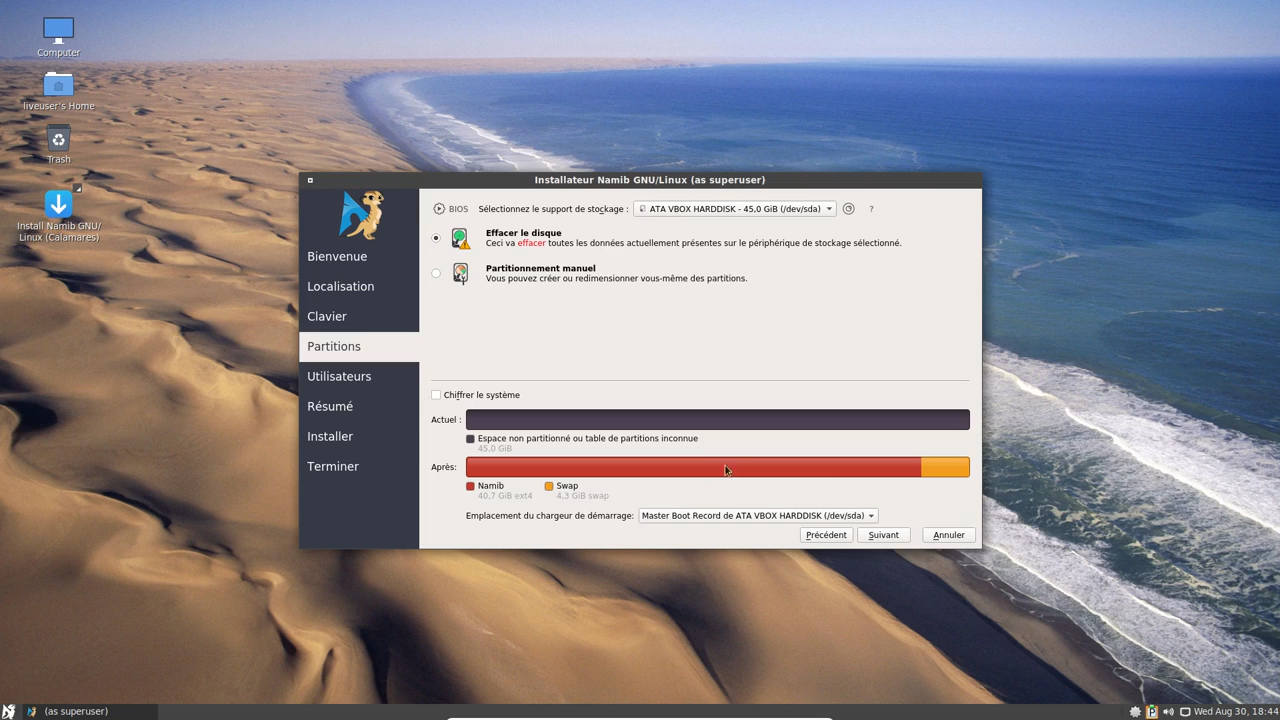 Computer
liveuser's Home
Trash
Install Namib GNU/
Linux (Calamares)
Installateur Namib GNU/Linux (as superuser)
Bienvenue
Localisation
Clavier
Partitions
Utilisateurs
Résumé
Installer
Terminer
BIOS
Sélectionnez le support de stockage :
ATA VBOX HARDDISK - 45,0 GiB (/dev/sda)
?
Effacer le disque
Ceci va effacer toutes les données actuellement présentes sur le périphérique de stockage sélectionné.
Partitionnement manuel
Vous pouvez créer ou redimensionner vous-même des partitions.
Chiffrer le système
Actuel :
Espace non partitionné ou table de partitions inconnue
45,0 GiB
Après:
Namib
40,7 GiB ext4
Swap
4,3 GiB swap
Emplacement du chargeur de démarrage:
Master Boot Record de ATA VBOX HARDDISK (/dev/sda)
Précédent
Suivant
Annuler
(as superuser)
P
Wed Aug 30, 18:44